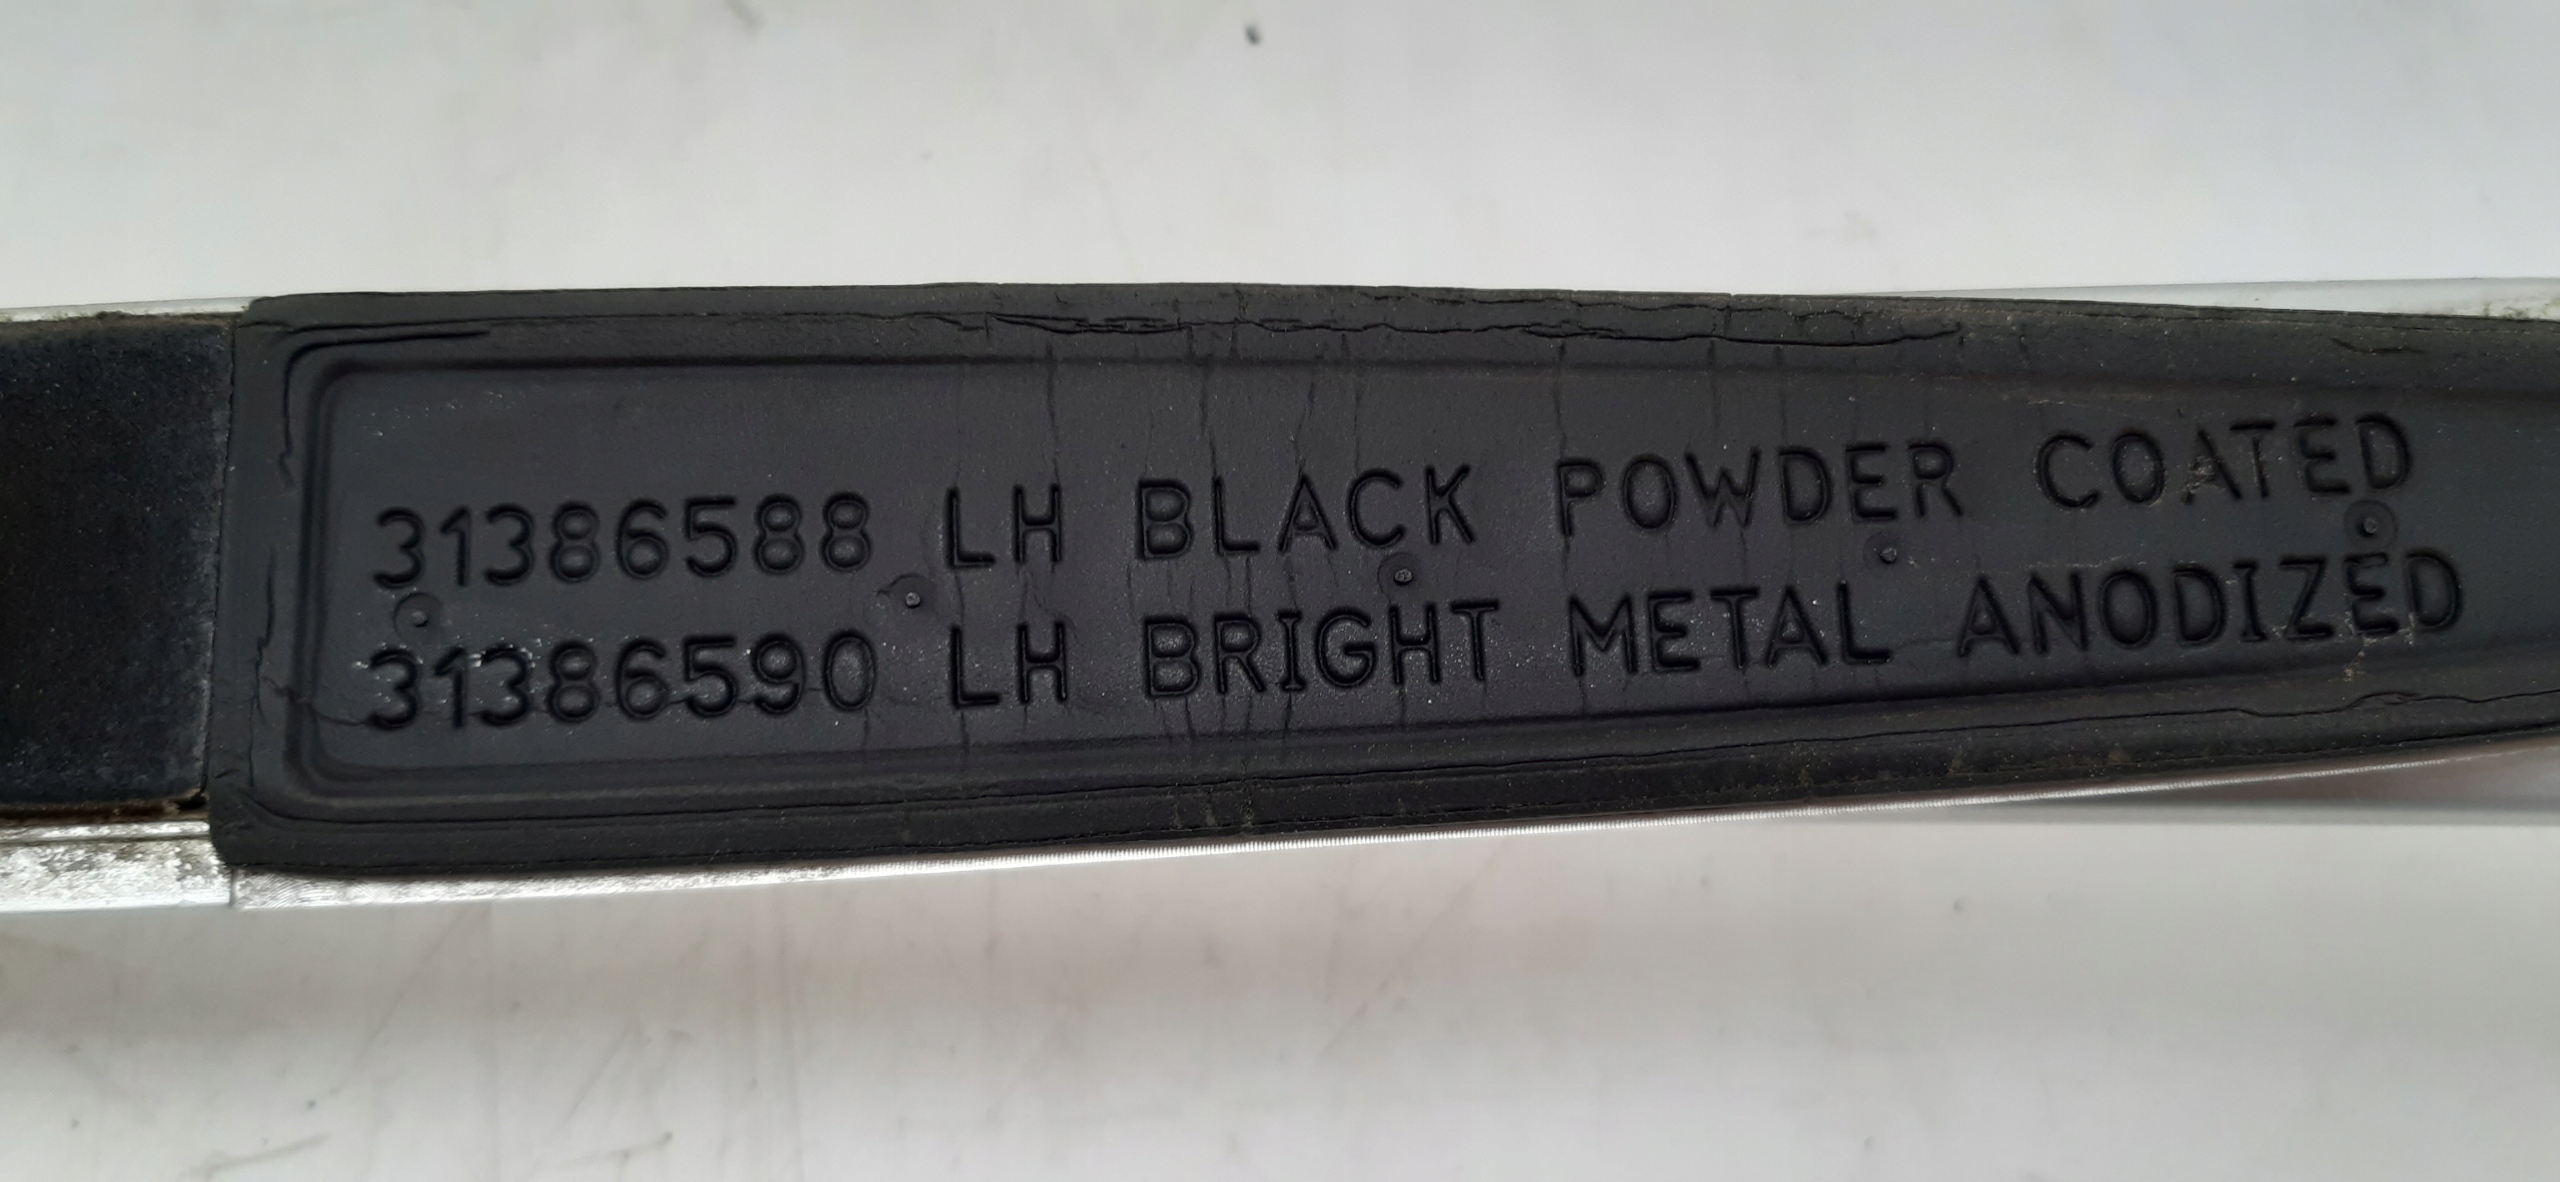 31386588 LH BLACK POWDER COATED
31386590 LH BRIGHT METAL ANODIZED